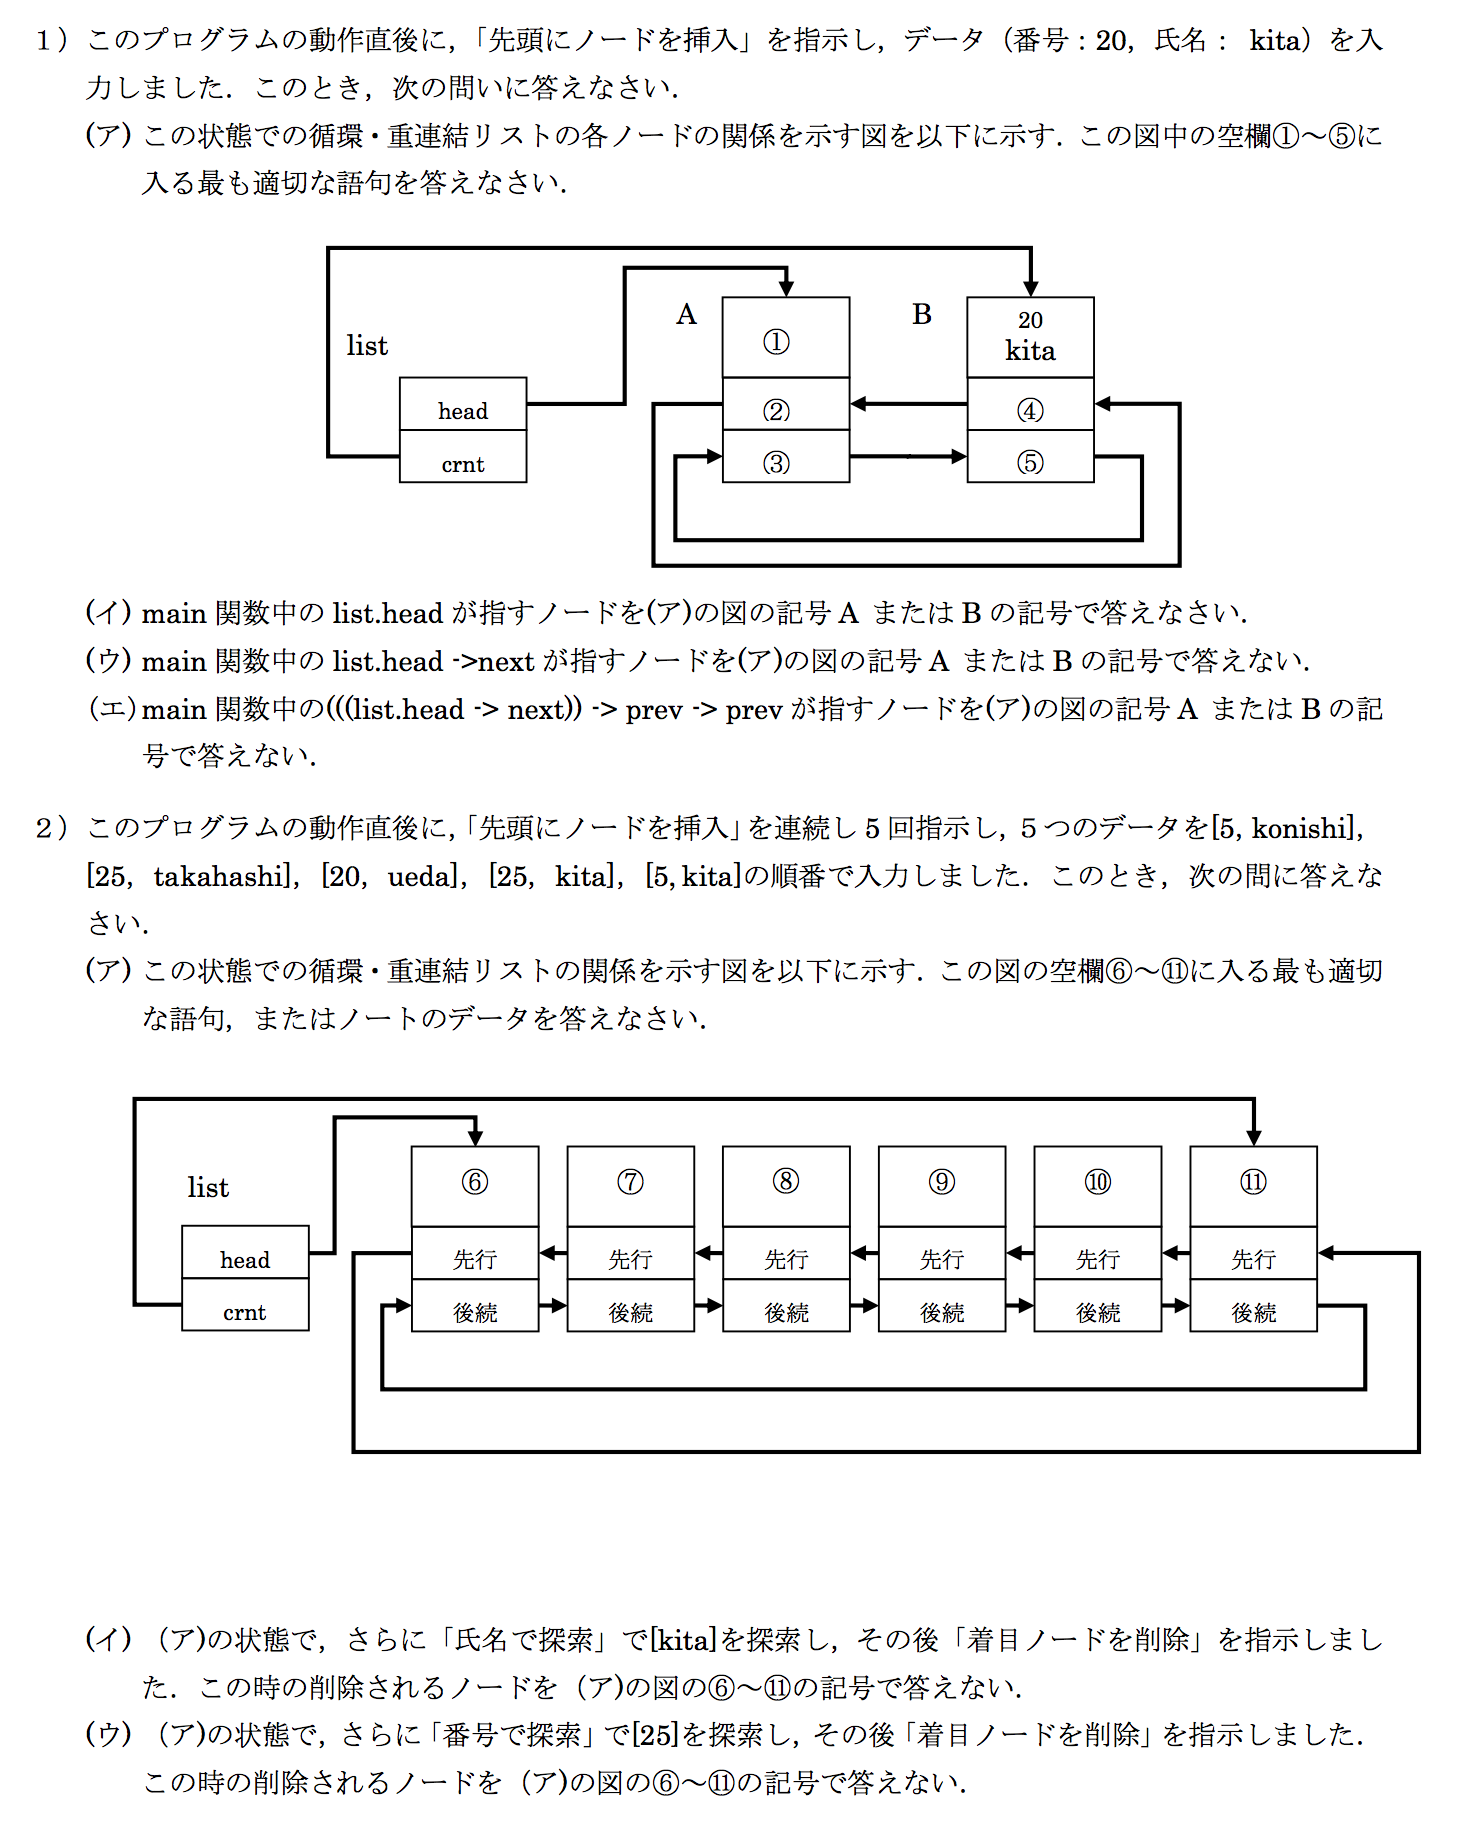 １）このプログラムの動作直後に，「先頭にノードを挿入」を指示し，データ（番号：20，氏名： kita）を入
力しました．このとき，次の問いに答えなさい．
(ア) この状態での循環・重連結リストの各ノードの関係を示す図を以下に示す．この図中の空欄①～⑤に
入る最も適切な語句を答えなさい．
A
B
list
①
20
kita
head
②
④
crnt
③
⑤
(イ) main 関数中の list.head が指すノードを(ア)の図の記号 A または B の記号で答えなさい．
(ウ) main 関数中の list.head ->next が指すノードを(ア)の図の記号 A または B の記号で答えない．
(エ) main 関数中の(((list.head -> next)) -> prev -> prev が指すノードを(ア)の図の記号 A または B の記
号で答えない．
２）このプログラムの動作直後に，「先頭にノードを挿入」を連続し 5 回指示し，５つのデータを[5, konishi]，
[25，takahashi]，[20，ueda]，[25，kita]，[5, kita]の順番で入力しました．このとき，次の問に答えな
さい．
(ア) この状態での循環・重連結リストの関係を示す図を以下に示す．この図の空欄⑥～⑪に入る最も適切
な語句，またはノートのデータを答えなさい．
list
⑥ ⑦ ⑧ ⑨ ⑩ ⑪
head
先行 先行 先行 先行 先行 先行
crnt
後続 後続 後続 後続 後続 後続
(イ) （ア)の状態で，さらに「氏名で探索」で[kita]を探索し，その後「着目ノードを削除」を指示しまし
た．この時の削除されるノードを（ア)の図の⑥～⑪の記号で答えない．
(ウ) （ア)の状態で，さらに「番号で探索」で[25]を探索し，その後「着目ノードを削除」を指示しました．
この時の削除されるノードを（ア)の図の⑥～⑪の記号で答えない．